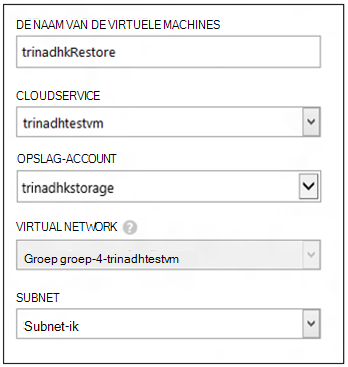 DE NAAM VAN DE VIRTUELE MACHINES
trinadhkRestore
CLOUDSERVICE
trinadhtestvm
OPSLAG-ACCOUNT
trinadhkstorage
VIRTUAL NETWORK ?
Groep groep-4-trinadhtestvm
SUBNET
Subnet-ik